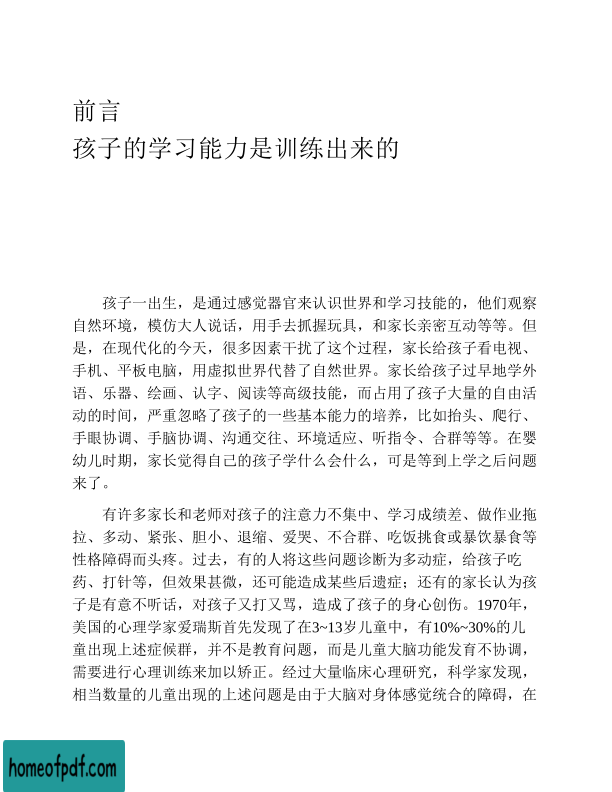 前言
孩子的学习能力是训练出来的
孩子一出生，是通过感觉器官来认识世界和学习技能的，他们观察
自然环境，模仿大人说话，用手去抓握玩具，和家长亲密互动等等。但
是，在现代化的今天，很多因素干扰了这个过程，家长给孩子看电视、
手机、平板电脑，用虚拟世界代替了自然世界。家长给孩子过早地学外
语、乐器、绘画、认字、阅读等高级技能，而占用了孩子大量的自由活
动的时间，严重忽略了孩子的一些基本能力的培养，比如抬头、爬行、
手眼协调、手脑协调、沟通交往、环境适应、听指令、合群等等。在婴
幼儿时期，家长觉得自己的孩子学什么会什么，可是等到上学之后问题
来了。
有许多家长和老师对孩子的注意力不集中、学习成绩差、做作业拖
拉、多动、紧张、胆小、退缩、爱哭、不合群、吃饭挑食或暴饮暴食等
性格障碍而头疼。过去，有的人将这些问题诊断为多动症，给孩子吃
药、打针等，但效果甚微，还可能造成某些后遗症；还有的家长认为孩
子是有意不听话，对孩子又打又骂，造成了孩子的身心创伤。1970年，
美国的心理学家爱瑞斯首先发现了在3~13岁儿童中，有10%~30%的儿
童出现上述症候群，并不是教育问题，而是儿童大脑功能发育不协调，
需要进行心理训练来加以矫正。经过大量临床心理研究，科学家发现，
相当数量的儿童出现的上述问题是由于大脑对身体感觉统合的障碍，在
homeofpdf.com